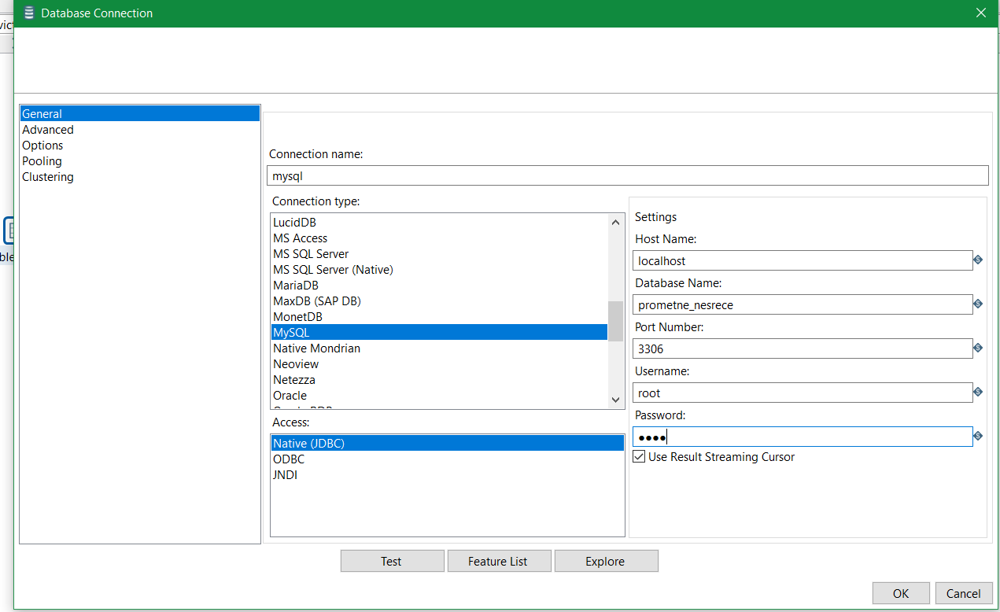 Database Connection
General
Advanced
Options
Pooling
Clustering
Connection name:
mysql
Connection type:
LucidDB
MS Access
MS SQL Server
MS SQL Server (Native)
MariaDB
MaxDB (SAP DB)
MonetDB
MySQL
Native Mondrian
Neoview
Netezza
Oracle
Access:
Native (JDBC)
ODBC
JNDI
Settings
Host Name:
localhost
Database Name:
prometne_nesrece
Port Number:
3306
Username:
root
Password:
●●●●
Use Result Streaming Cursor
Test
Feature List
Explore
OK
Cancel